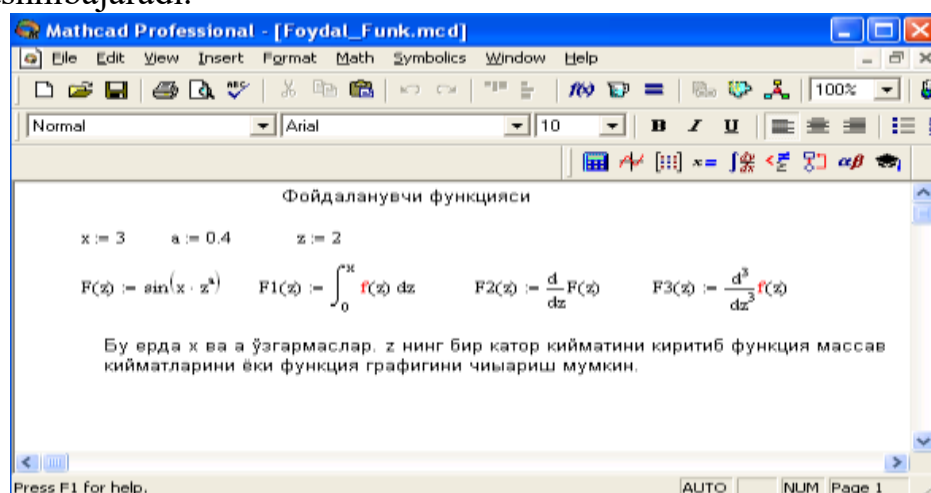 Mathcad Professional - [Foydal_Funk.mcd]
File Edit View Insert Format Math Symbolics Window Help
100%
Normal Arial 10 B I U
Фойдаланувчи функцияси
x := 3 a := 0.4 z := 2
F(z) := sin(x · z^a) F1(z) := ∫₀ˣ f(z) dz F2(z) := d/dz F(z) F3(z) := d³/dz³ f(z)
Бу ерда x ва a ўзгармаслар. z нинг бир катор кийматини киритиб функция массав
кийматларини ёки функция графигини чиыариш мумкин.
Press F1 for help. AUTO NUM Page 1